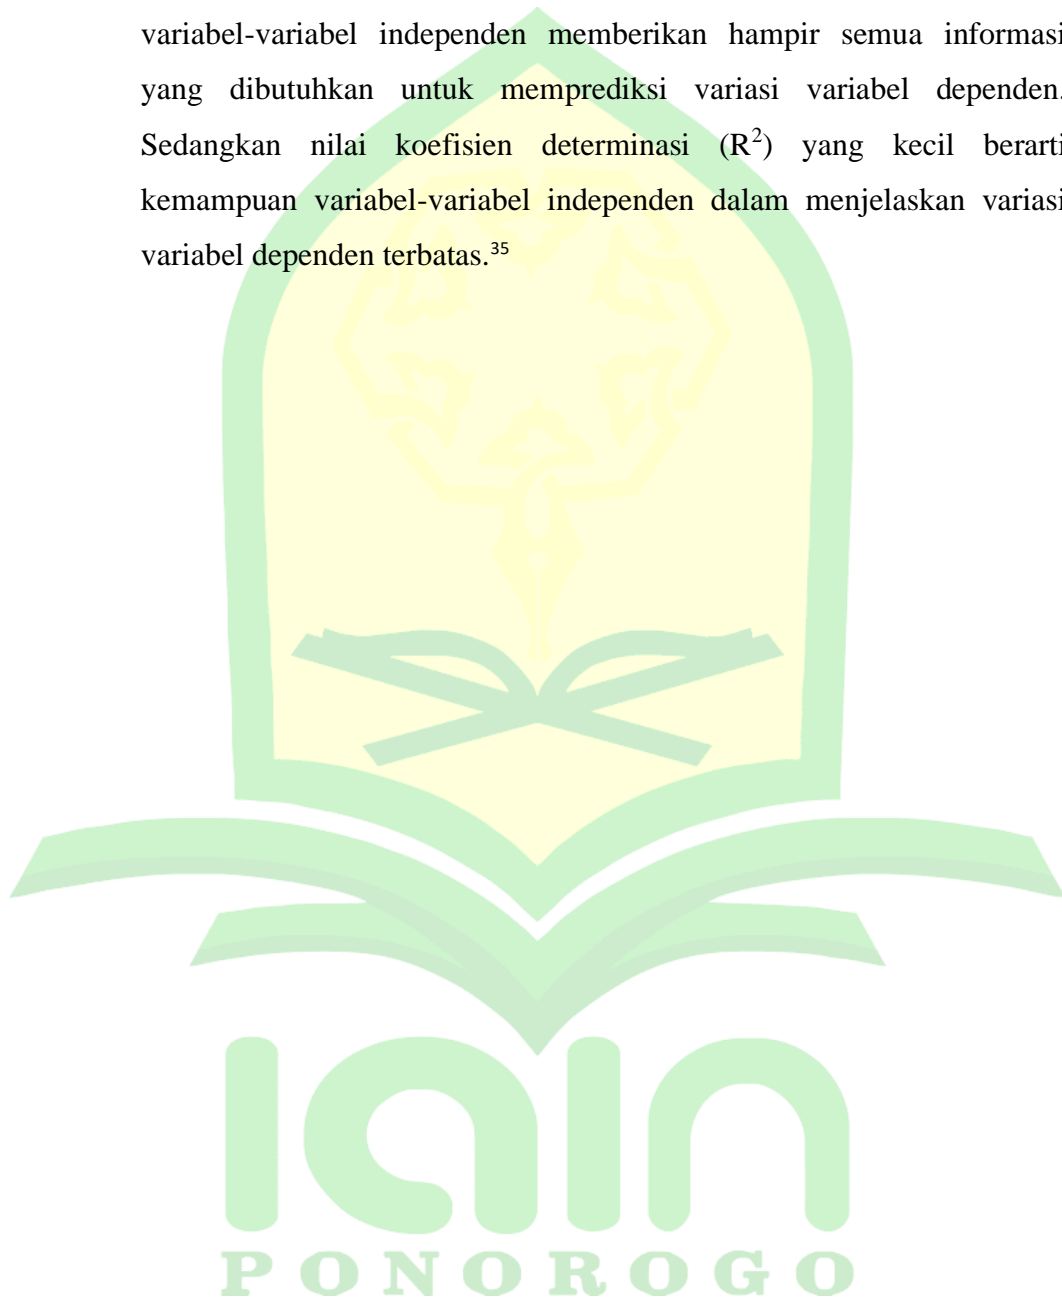 variabel-variabel independen memberikan hampir semua informasi
yang dibutuhkan untuk memprediksi variasi variabel dependen.
Sedangkan nilai koefisien determinasi (R²) yang kecil berarti
kemampuan variabel-variabel independen dalam menjelaskan variasi
variabel dependen terbatas.³⁵
iain
PONOROGO